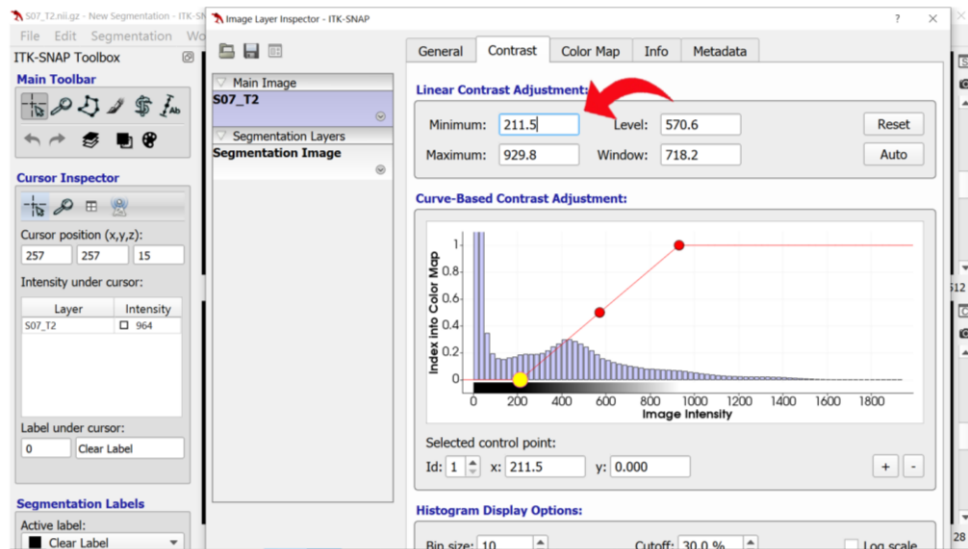 S07_T2.nii.gz - New Segmentation - ITK-SN
Image Layer Inspector - ITK-SNAP
?
File Edit Segmentation Wo
ITK-SNAP Toolbox
Main Toolbar
Cursor Inspector
Cursor position (x,y,z):
257 257 15
Intensity under cursor:
Layer Intensity
S07_T2 964
Label under cursor:
0 Clear Label
Segmentation Labels
Active label:
Clear Label
Main Image
S07_T2
Segmentation Layers
Segmentation Image
General Contrast Color Map Info Metadata
Linear Contrast Adjustment:
Minimum: 211.5 Level: 570.6 Reset
Maximum: 929.8 Window: 718.2 Auto
Curve-Based Contrast Adjustment:
Index into Color Map
1
0.8
0.6
0.4
0.2
0
0 200 400 600 800 1000 1200 1400 1600 1800
Image Intensity
Selected control point:
Id: 1 x: 211.5 y: 0.000 + -
Histogram Display Options:
Bin size: 10 Cutoff: 30.0 % Log scale
512
28